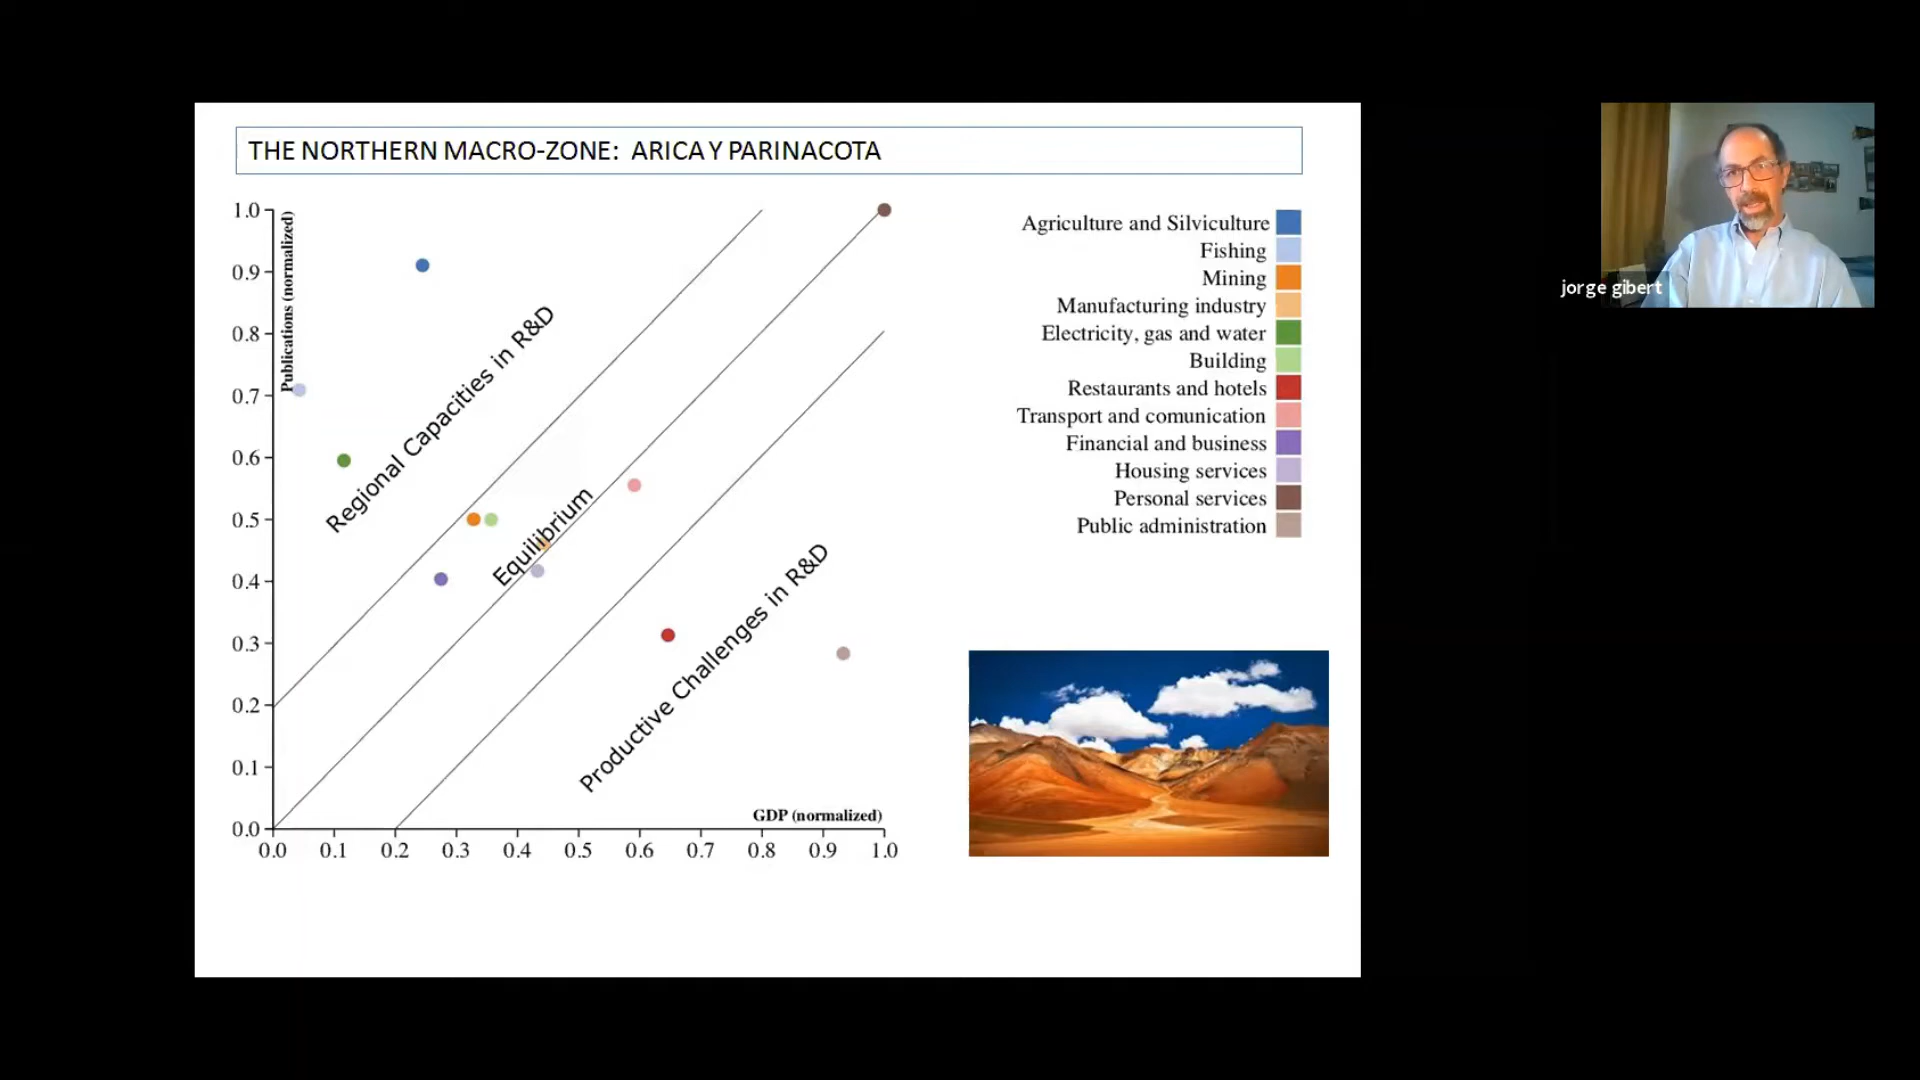 THE NORTHERN MACRO-ZONE: ARICA Y PARINACOTA
1.0
0.9
0.8
0.7
0.6
0.5
0.4
0.3
0.2
0.1
0.0
Publications (normalized)
Regional Capacities in R&D
Equilibrium
Productive Challenges in R&D
GDP (normalized)
0.0 0.1 0.2 0.3 0.4 0.5 0.6 0.7 0.8 0.9 1.0
Agriculture and Silviculture
Fishing
Mining
Manufacturing industry
Electricity, gas and water
Building
Restaurants and hotels
Transport and comunication
Financial and business
Housing services
Personal services
Public administration
jorge gibert